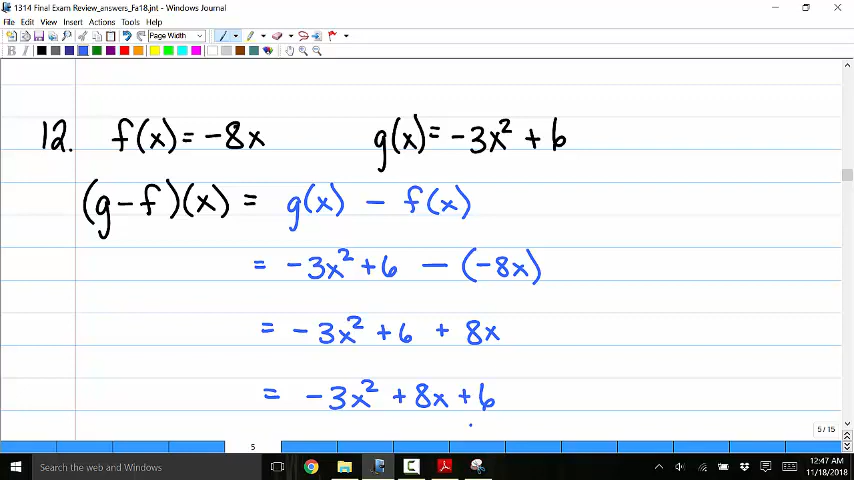 1314 Final Exam Review_answers_Fa18.jnt - Windows Journal
File Edit View Insert Actions Tools Help
Page Width
B I
12. f(x) = -8x g(x) = -3x² + 6
(g-f)(x) = g(x) - f(x)
= -3x² + 6 - (-8x)
= -3x² + 6 + 8x
= -3x² + 8x + 6
5 / 15
5
Search the web and Windows
12:47 AM
11/18/2018